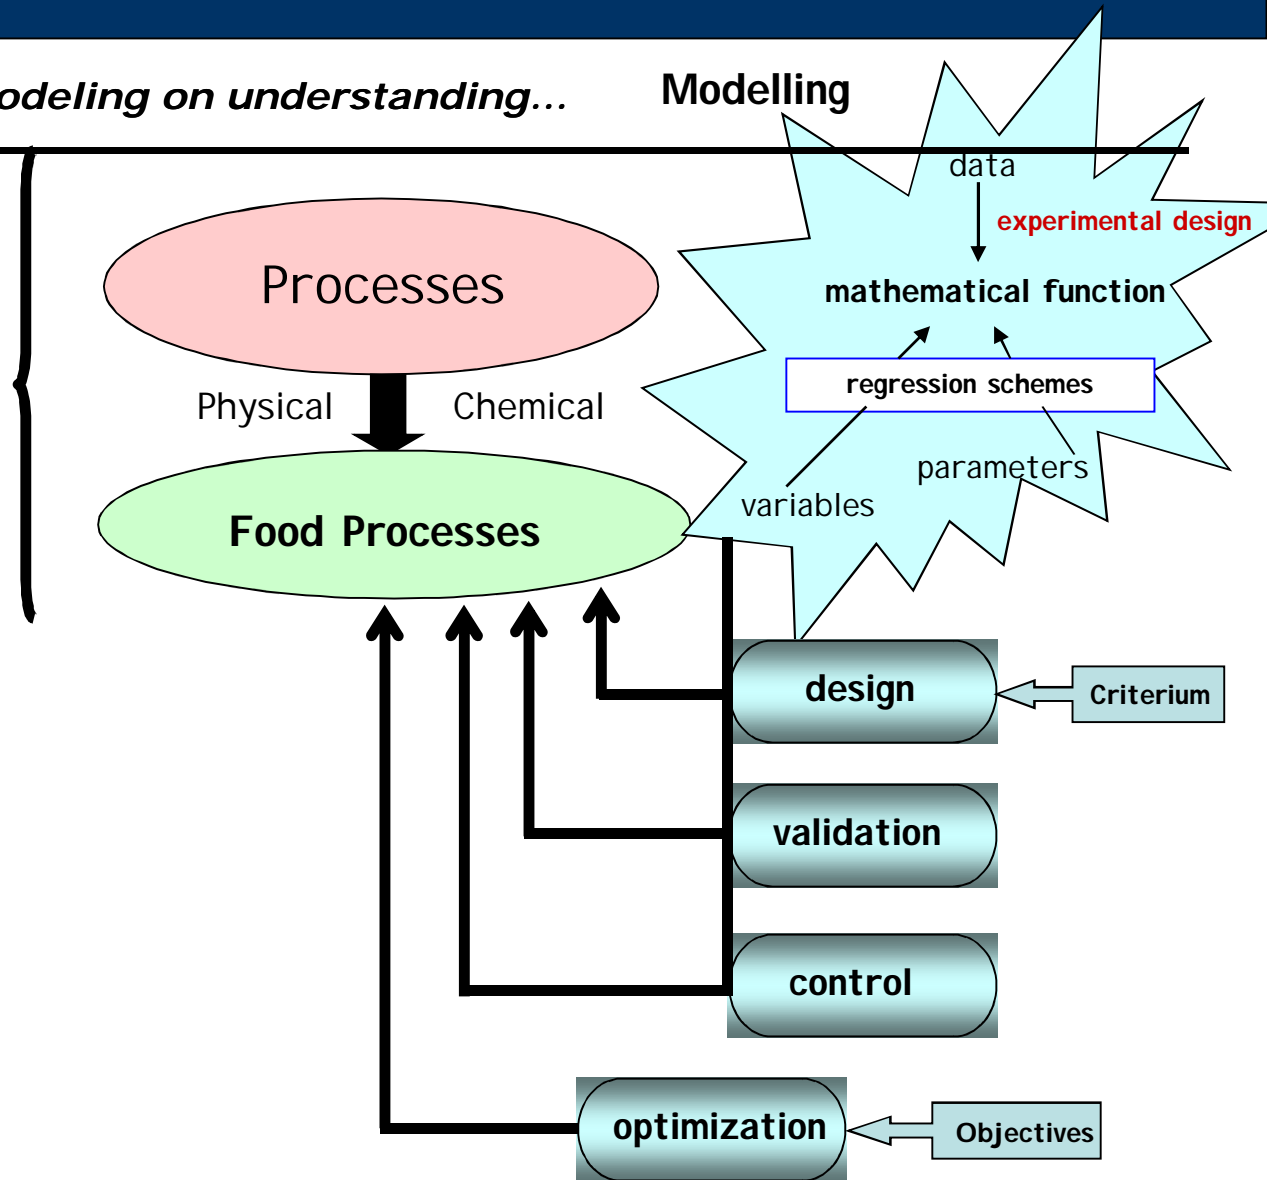 odeling on understanding...
Modelling
data
experimental design
mathematical function
regression schemes
parameters
variables
Processes
Physical
Chemical
Food Processes
design
Criterium
validation
control
optimization
Objectives